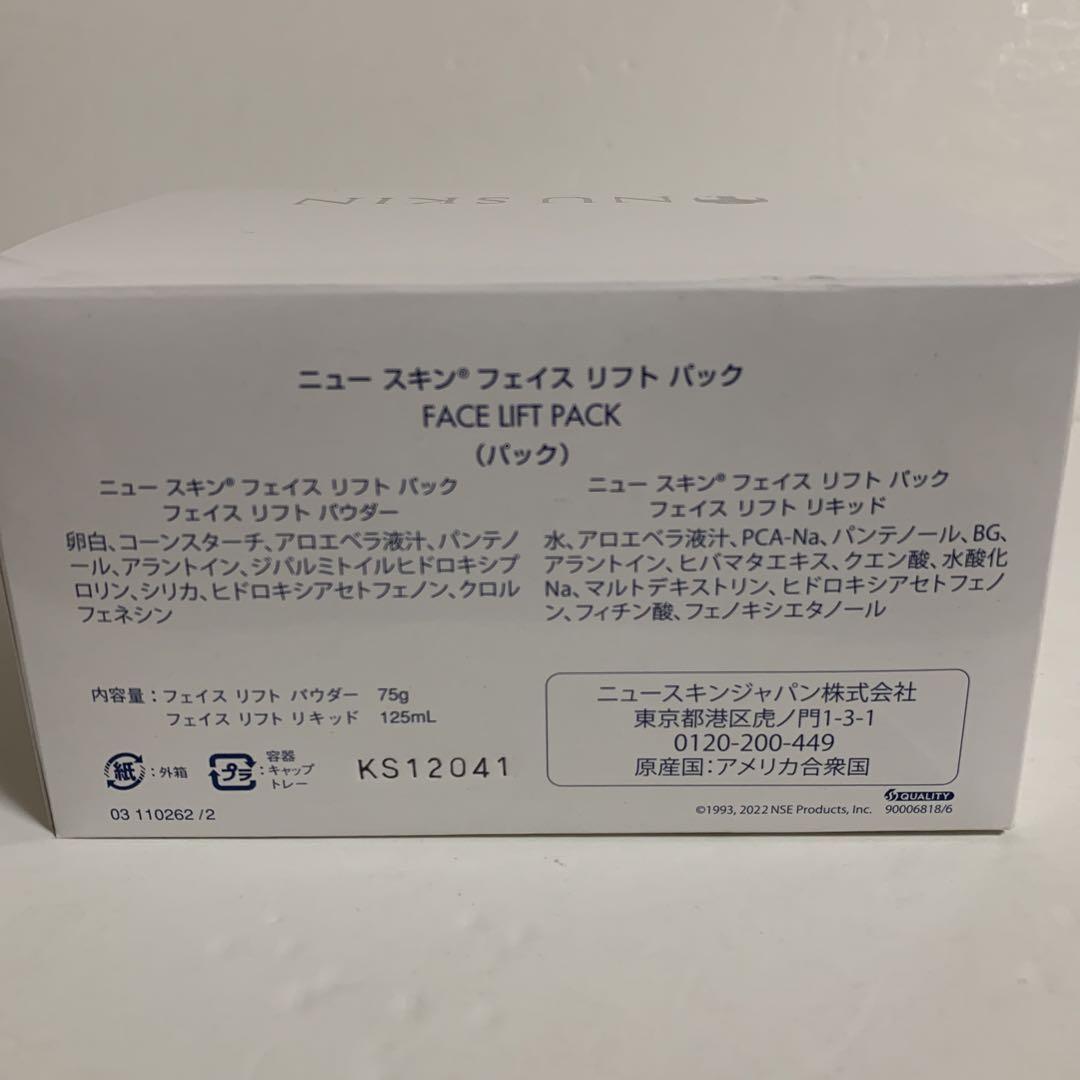 NU SKIN
ニュー スキン® フェイス リフト パック
FACE LIFT PACK
（パック）
ニュー スキン® フェイス リフト パック
フェイス リフト パウダー
卵白、コーンスターチ、アロエベラ液汁、パンテノ
ール、アラントイン、ジパルミトイルヒドロキシプ
ロリン、シリカ、ヒドロキシアセトフェノン、クロル
フェネシン
ニュー スキン® フェイス リフト パック
フェイス リフト リキッド
水、アロエベラ液汁、PCA-Na、パンテノール、BG、
アラントイン、ヒバマタエキス、クエン酸、水酸化
Na、マルトデキストリン、ヒドロキシアセトフェノ
ン、フィチン酸、フェノキシエタノール
内容量：フェイス リフト パウダー 75g
フェイス リフト リキッド 125mL
紙：外箱
プラ：容器
キャップ
トレー
KS12041
03 110262 /2
ニュースキンジャパン株式会社
東京都港区虎ノ門1-3-1
0120-200-449
原産国：アメリカ合衆国
QUALITY
©1993, 2022 NSE Products, Inc. 90006818/6